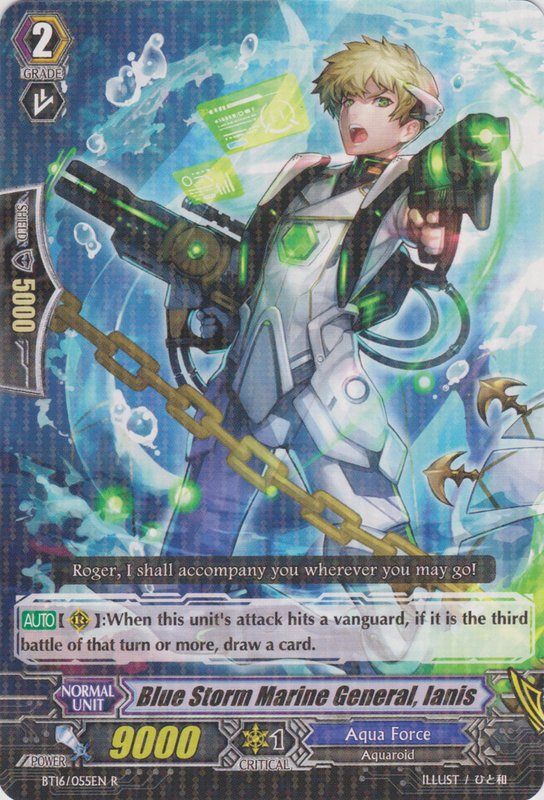 2
GRADE
SHIELD
5000
Roger, I shall accompany you wherever you may go!
AUTO [ R ]:When this unit's attack hits a vanguard, if it is the third
battle of that turn or more, draw a card.
NORMAL
UNIT
Blue Storm Marine General, Ianis
POWER
9000
1
CRITICAL
Aqua Force
Aquaroid
BT16/055EN R
ILLUST / ひと和